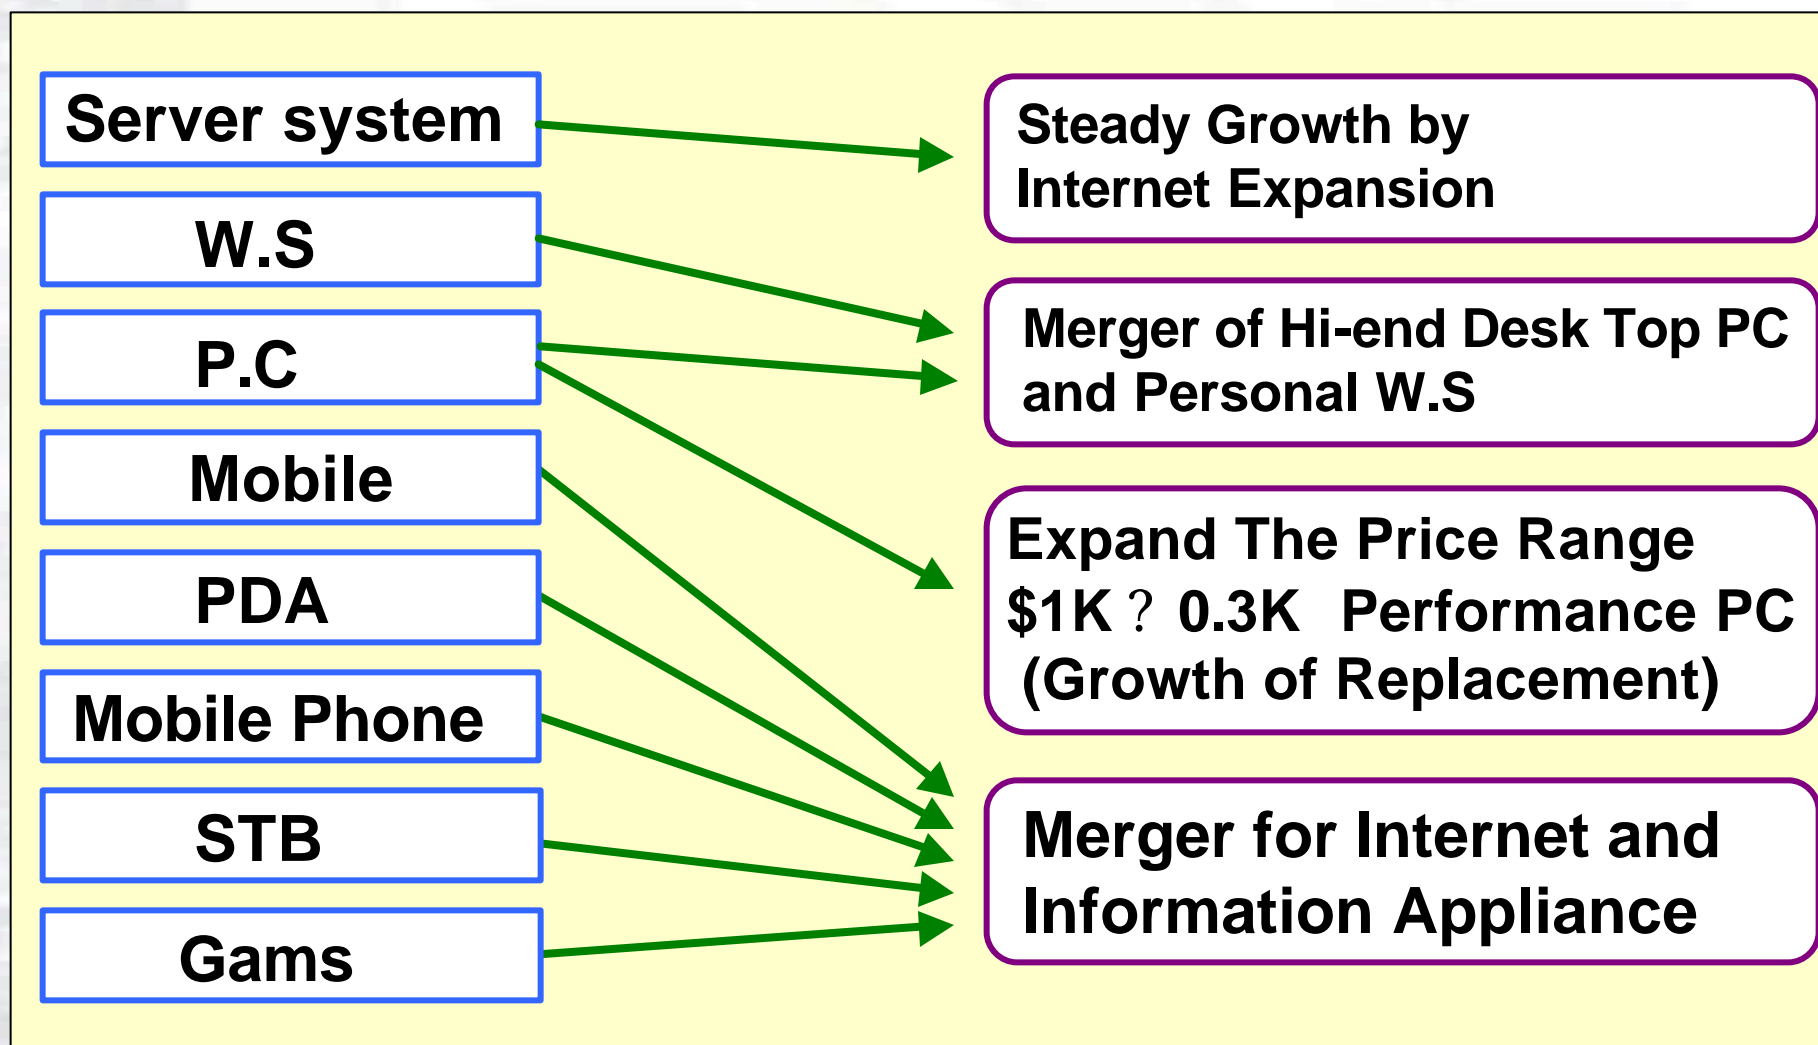 Server system
W.S
P.C
Mobile
PDA
Mobile Phone
STB
Gams
Steady Growth by
Internet Expansion
Merger of Hi-end Desk Top PC
and Personal W.S
Expand The Price Range
$1K ? 0.3K Performance PC
(Growth of Replacement)
Merger for Internet and
Information Appliance